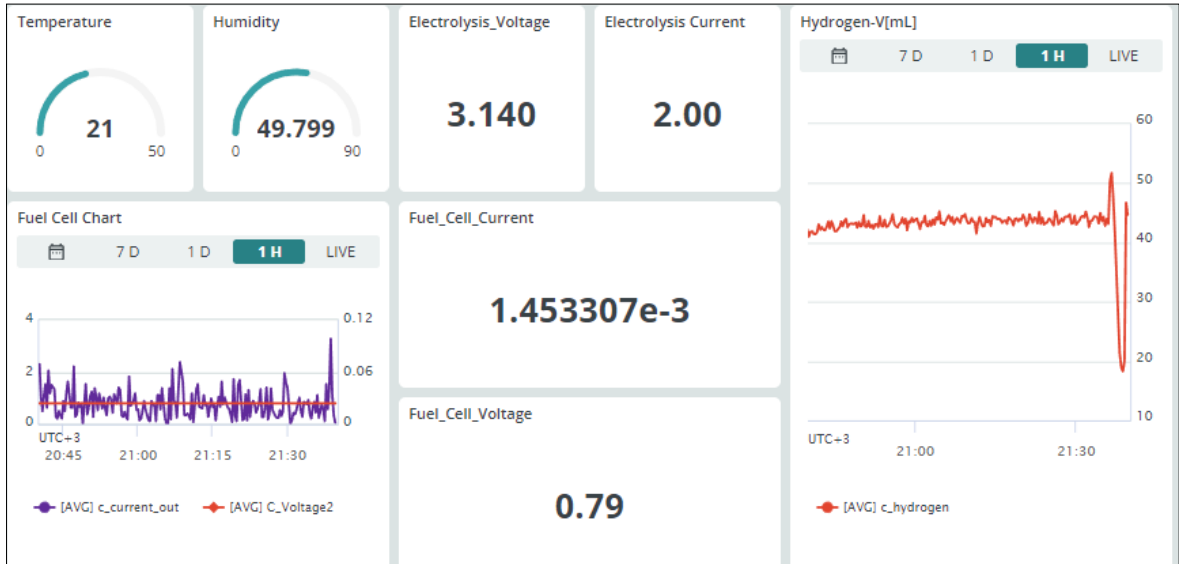 Temperature
21
0
50
Humidity
49.799
0
90
Electrolysis_Voltage
3.140
Electrolysis Current
2.00
Hydrogen-V[mL]
7 D 1 D 1 H LIVE
60
50
40
30
20
10
UTC+3
21:00 21:30
[AVG] c_hydrogen
Fuel Cell Chart
7 D 1 D 1 H LIVE
4 0.12
2 0.06
0 0
UTC+3
20:45 21:00 21:15 21:30
[AVG] c_current_out [AVG] C_Voltage2
Fuel_Cell_Current
1.453307e-3
Fuel_Cell_Voltage
0.79